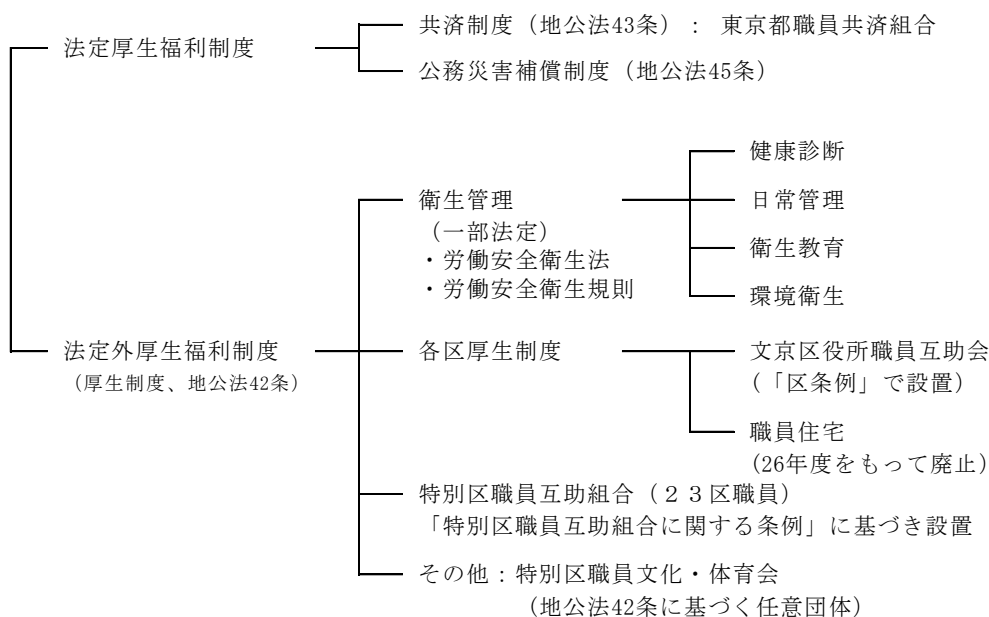 法定厚生福利制度
共済制度（地公法43条）： 東京都職員共済組合
公務災害補償制度（地公法45条）
法定外厚生福利制度
（厚生制度、地公法42条）
衛生管理
（一部法定）
・労働安全衛生法
・労働安全衛生規則
健康診断
日常管理
衛生教育
環境衛生
各区厚生制度
文京区役所職員互助会
（「区条例」で設置）
職員住宅
（26年度をもって廃止）
特別区職員互助組合（２３区職員）
「特別区職員互助組合に関する条例」に基づき設置
その他：特別区職員文化・体育会
（地公法42条に基づく任意団体）